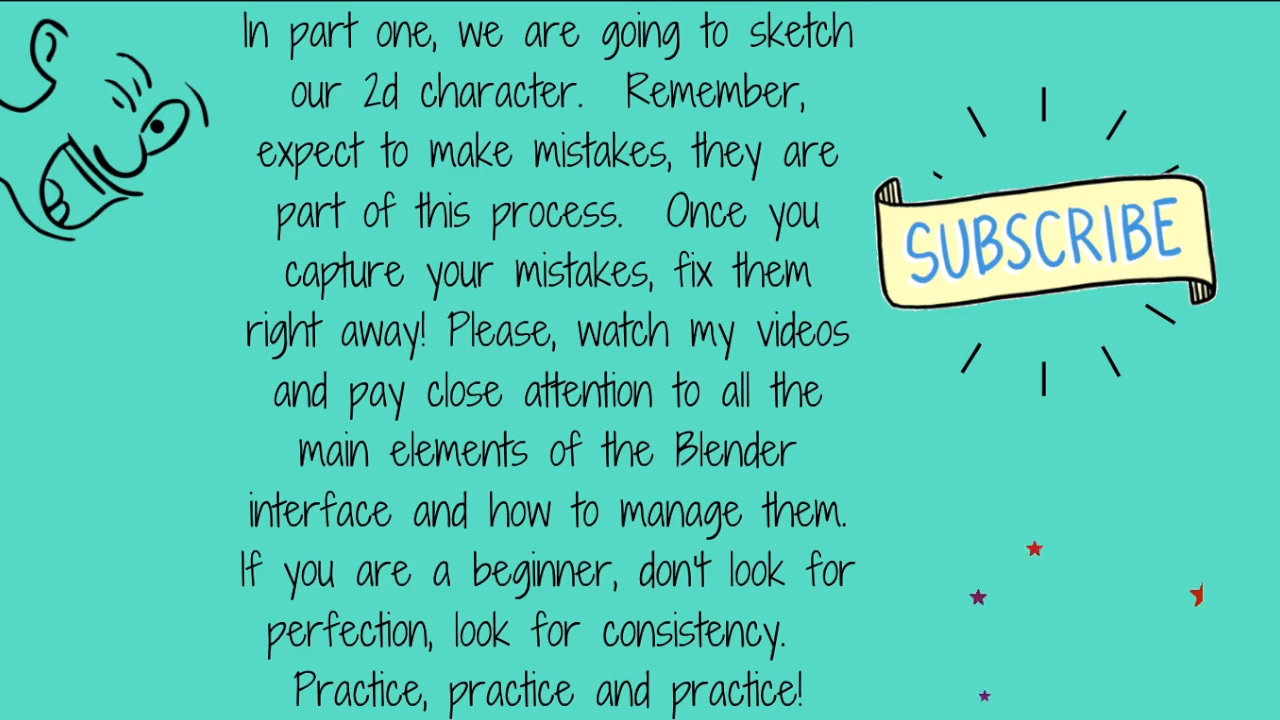 In part one, we are going to sketch
our 2d character. Remember,
expect to make mistakes, they are
part of this process. Once you
capture your mistakes, fix them
right away! Please, watch my videos
and pay close attention to all the
main elements of the Blender
interface and how to manage them.
If you are a beginner, don't look for
perfection, look for consistency.
Practice, practice and practice!
SUBSCRIBE